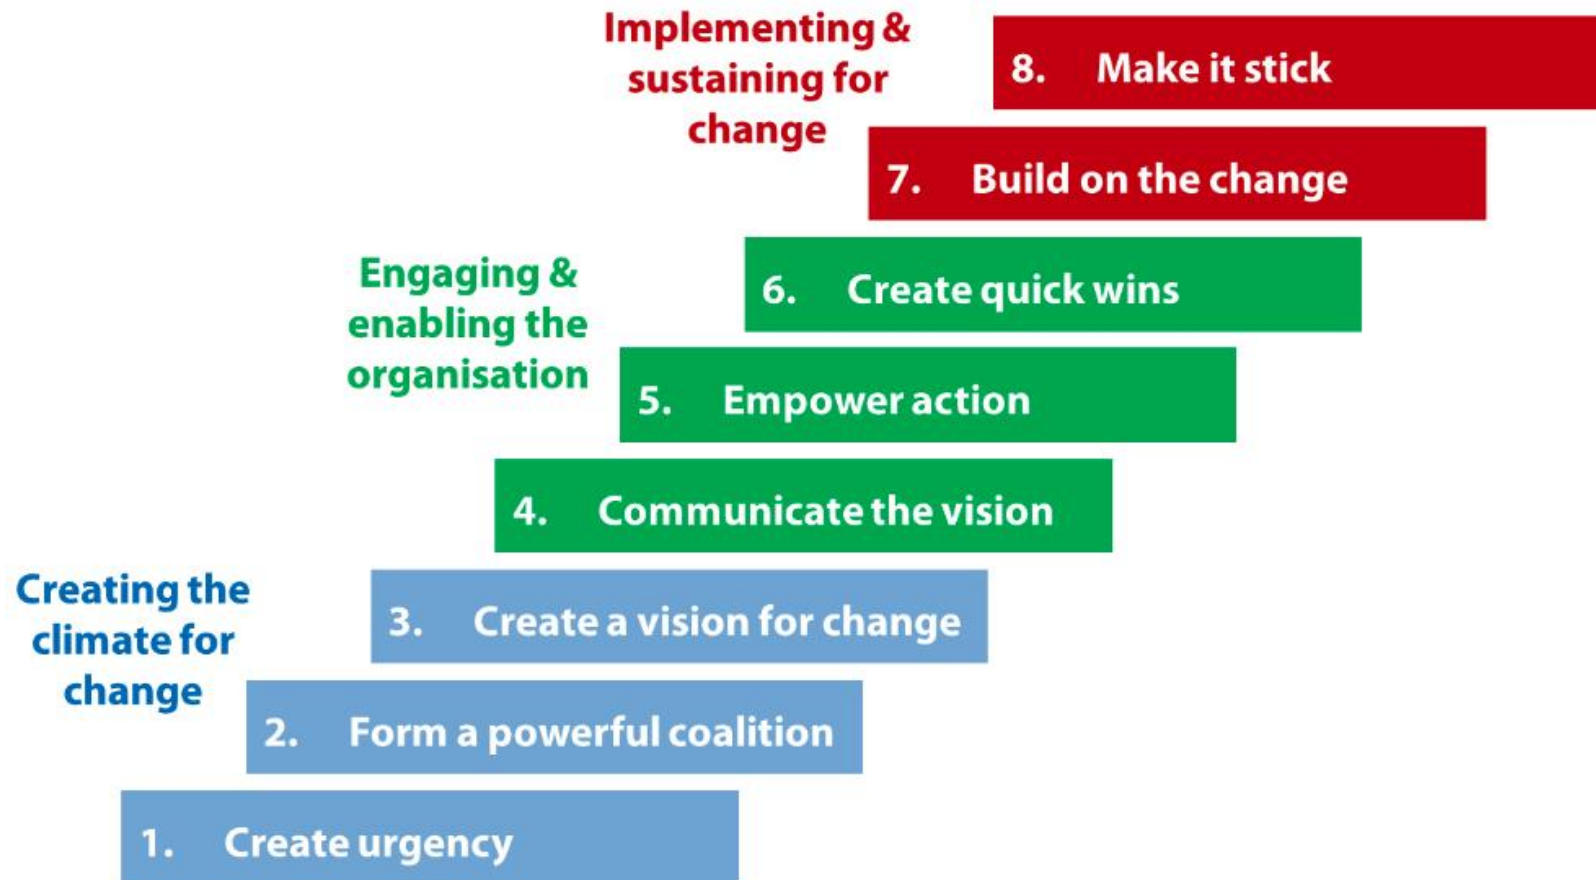 Implementing &
sustaining for
change
8. Make it stick
7. Build on the change
Engaging &
enabling the
organisation
6. Create quick wins
5. Empower action
4. Communicate the vision
Creating the
climate for
change
3. Create a vision for change
2. Form a powerful coalition
1. Create urgency